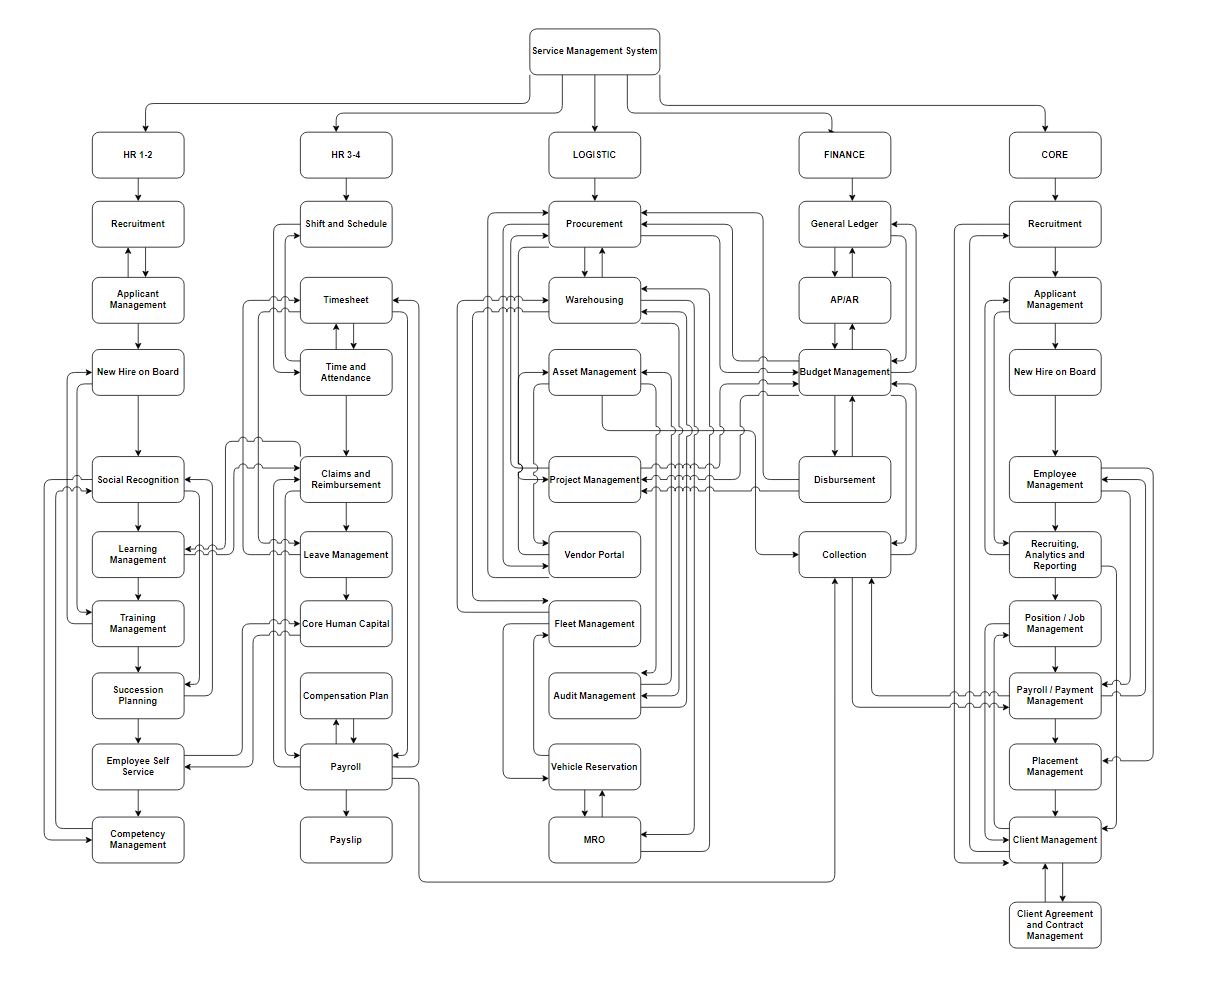 Service Management System
HR 1-2
HR 3-4
LOGISTIC
FINANCE
CORE
Recruitment
Shift and Schedule
Procurement
General Ledger
Recruitment
Applicant
Management
Timesheet
Warehousing
AP/AR
Applicant
Management
New Hire on Board
Time and
Attendance
Asset Management
Budget Management
New Hire on Board
Social Recognition
Claims and
Reimbursement
Project Management
Disbursement
Employee
Management
Learning
Management
Leave Management
Vendor Portal
Collection
Recruiting,
Analytics and
Reporting
Training
Management
Core Human Capital
Fleet Management
Position / Job
Management
Succession
Planning
Compensation Plan
Audit Management
Payroll / Payment
Management
Employee Self
Service
Payroll
Vehicle Reservation
Placement
Management
Competency
Management
Payslip
MRO
Client Management
Client Agreement
and Contract
Management